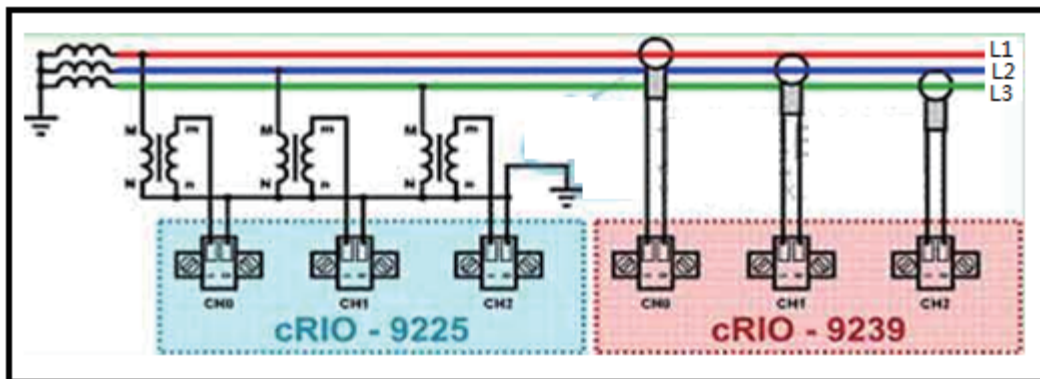 L1
L2
L3
M m M m M m
N n N n N n
CH0 CH1 CH2 CH0 CH1 CH2
cRIO - 9225 cRIO - 9239